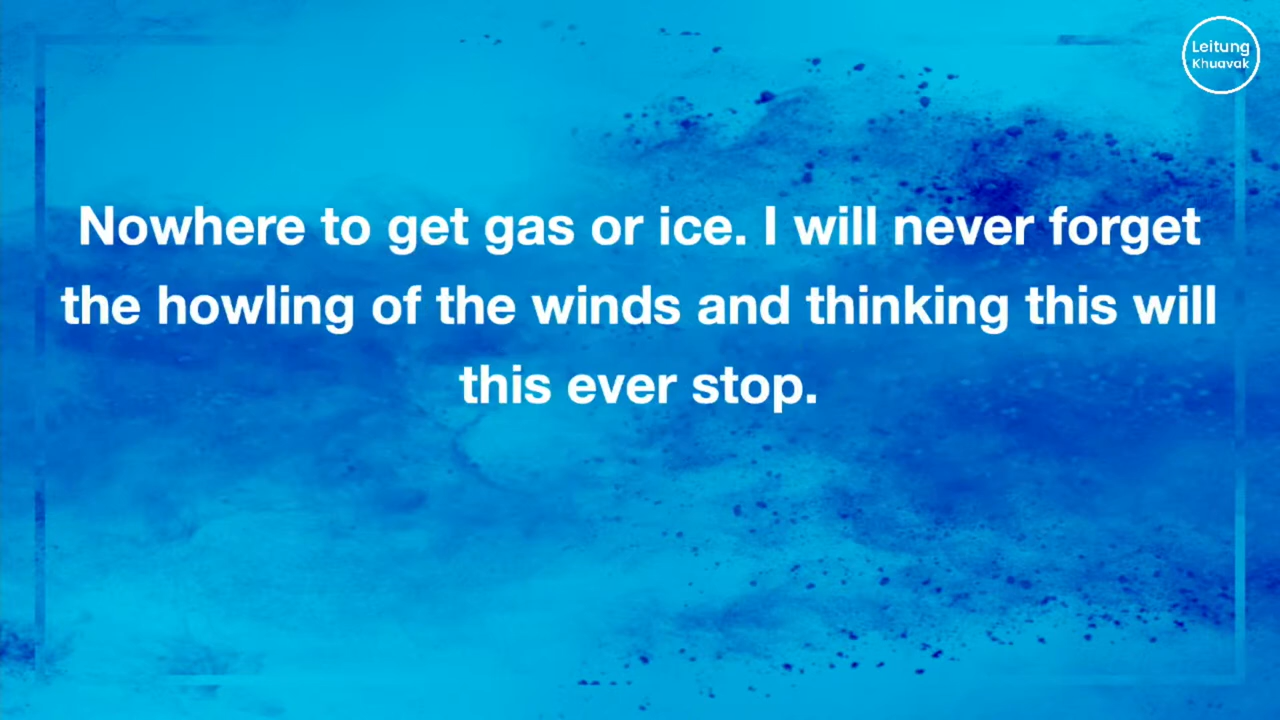 Leitung
Khuavak
Nowhere to get gas or ice. I will never forget
the howling of the winds and thinking this will
this ever stop.